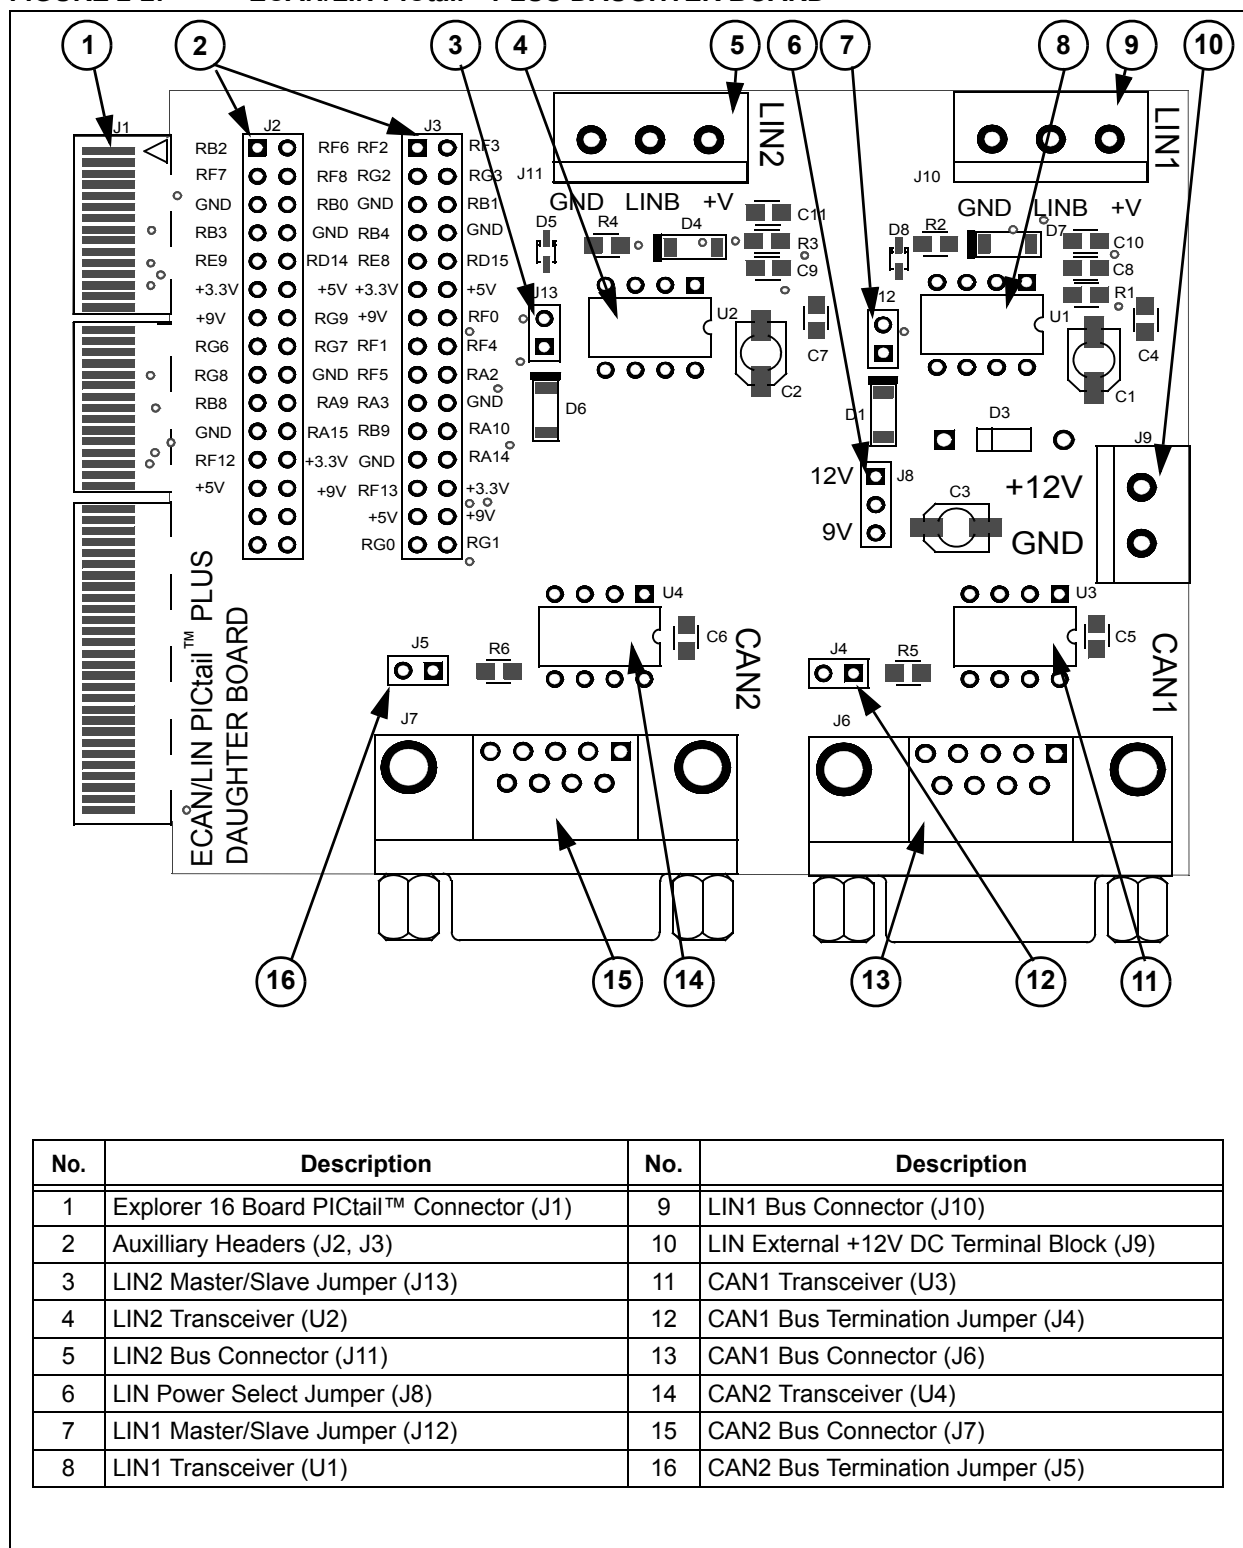 1 2 3 4 5 6 7 8 9 10
J1 J2 J3
LIN2 LIN1
J11 J10
RB2 RF6 RF2 RF3
RF7 RF8 RG2 RG3
GND RB0 GND RB1
RB3 GND RB4 GND
RE9 RD14 RE8 RD15
+3.3V +5V +3.3V +5V
+9V RG9 +9V RF0
RG6 RG7 RF1 RF4
RG8 GND RF5 RA2
RB8 RA9 RA3 GND
GND RA15 RB9 RA10
RF12 +3.3V GND RA14
+5V +9V RF13 +3.3V
+5V +9V
RG0 RG1
GND LINB +V
GND LINB +V
D5 R4 D4 C11 R3 C9
D8 R2 D7 C10 C8 R1
J13 U2 C7 C2 D6
12 U1 C4 C1 D1 D3
J9
12V J8 +12V
9V C3 GND
ECAN/LIN PICtail™ PLUS
DAUGHTER BOARD
U4 C6 CAN2
U3 C5 CAN1
J5 R6 J4 R5
J7 J6
16 15 14 13 12 11
No. Description No. Description
1 Explorer 16 Board PICtail™ Connector (J1) 9 LIN1 Bus Connector (J10)
2 Auxilliary Headers (J2, J3) 10 LIN External +12V DC Terminal Block (J9)
3 LIN2 Master/Slave Jumper (J13) 11 CAN1 Transceiver (U3)
4 LIN2 Transceiver (U2) 12 CAN1 Bus Termination Jumper (J4)
5 LIN2 Bus Connector (J11) 13 CAN1 Bus Connector (J6)
6 LIN Power Select Jumper (J8) 14 CAN2 Transceiver (U4)
7 LIN1 Master/Slave Jumper (J12) 15 CAN2 Bus Connector (J7)
8 LIN1 Transceiver (U1) 16 CAN2 Bus Termination Jumper (J5)